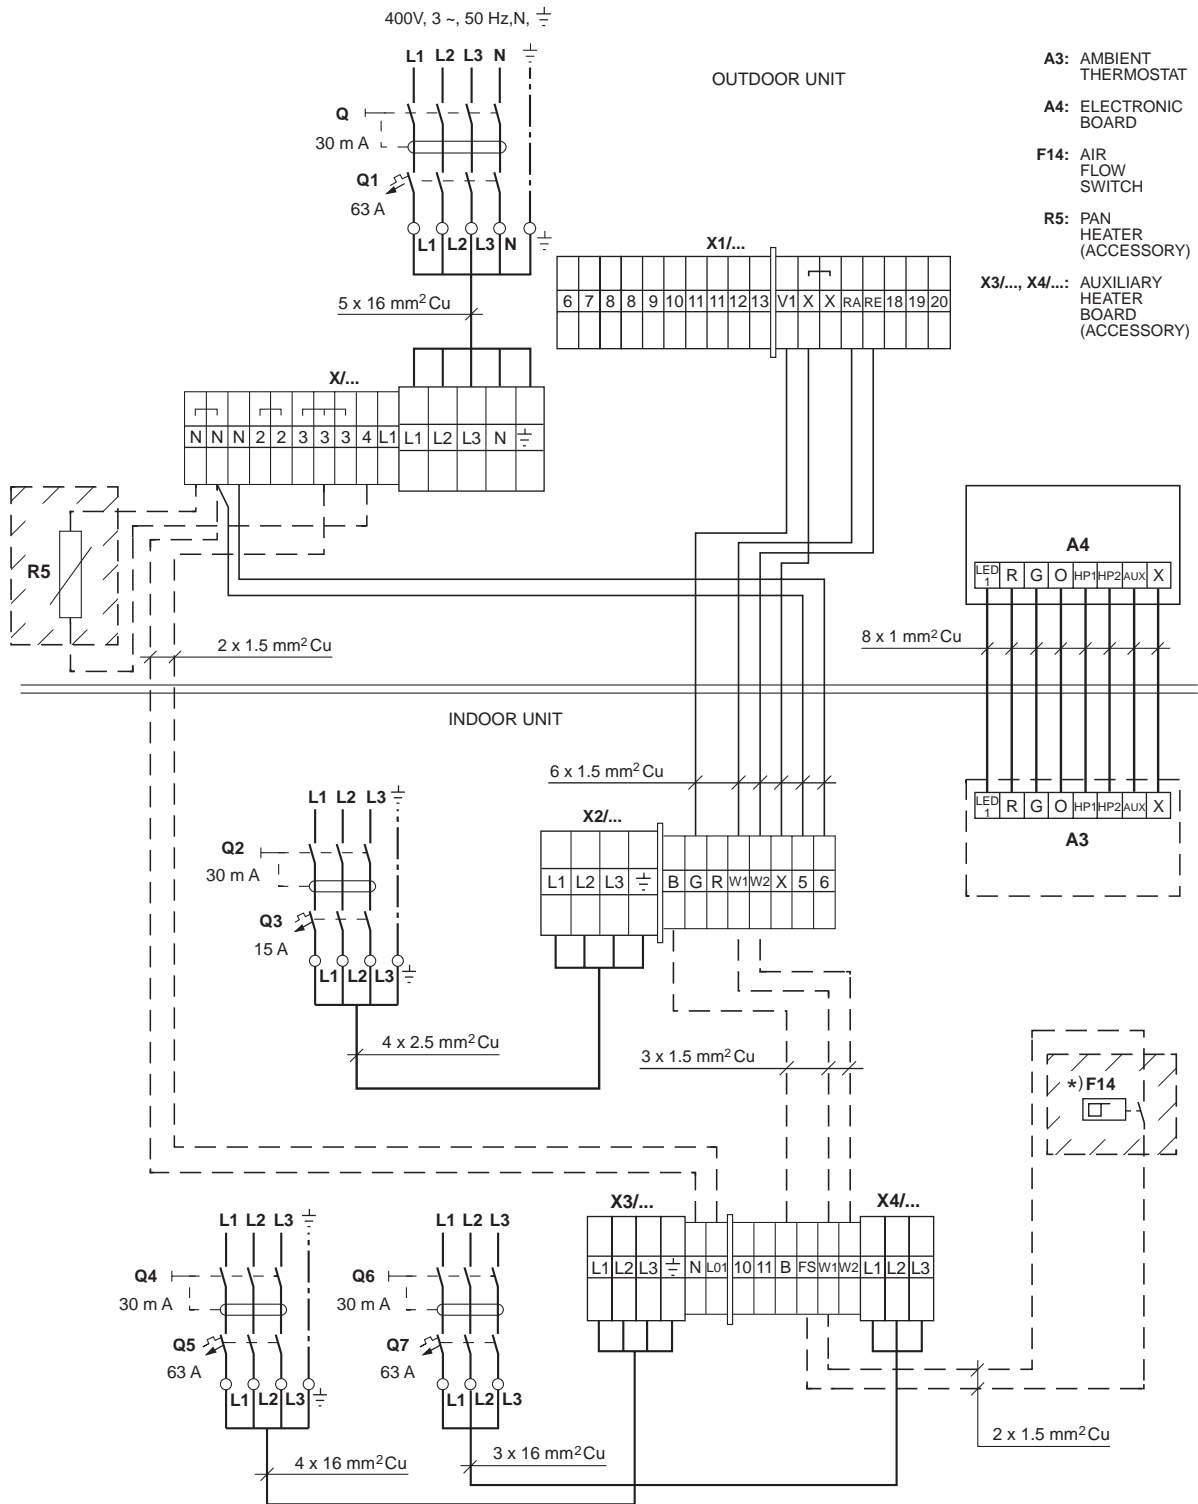 400V, 3 ~, 50 Hz,N, ⏚
L1 L2 L3 N ⏚
Q
30 m A
Q1
63 A
L1 L2 L3 N ⏚
5 x 16 mm² Cu
OUTDOOR UNIT
A3: AMBIENT
THERMOSTAT
A4: ELECTRONIC
BOARD
F14: AIR
FLOW
SWITCH
R5: PAN
HEATER
(ACCESSORY)
X3/..., X4/...: AUXILIARY
HEATER
BOARD
(ACCESSORY)
X1/...
6 7 8 8 9 10 11 11 12 13 V1 X X RA RE 18 19 20
X/...
N N N 2 2 3 3 3 4 L1 L1 L2 L3 N ⏚
R5
2 x 1.5 mm² Cu
A4
LED 1 R G O HP1 HP2 AUX X
8 x 1 mm² Cu
INDOOR UNIT
LED 1 R G O HP1 HP2 AUX X
A3
6 x 1.5 mm² Cu
L1 L2 L3 ⏚
Q2
30 m A
Q3
15 A
L1 L2 L3 ⏚
4 x 2.5 mm² Cu
X2/...
L1 L2 L3 ⏚ B G R W1 W2 X 5 6
3 x 1.5 mm² Cu
*) F14
X3/...
X4/...
L1 L2 L3 ⏚ N L01 10 11 B FS W1 W2 L1 L2 L3
L1 L2 L3 ⏚
Q4
30 m A
Q5
63 A
L1 L2 L3 ⏚
4 x 16 mm² Cu
L1 L2 L3
Q6
30 m A
Q7
63 A
L1 L2 L3
3 x 16 mm² Cu
2 x 1.5 mm² Cu